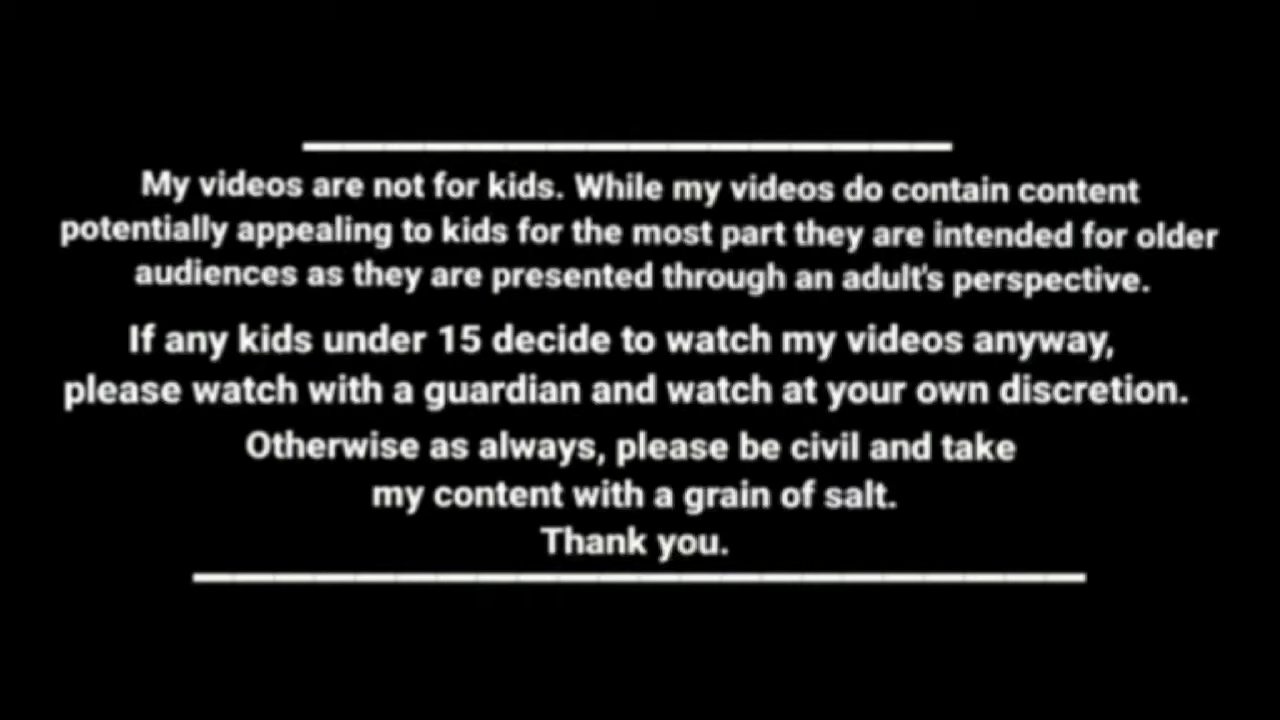 My videos are not for kids. While my videos do contain content
potentially appealing to kids for the most part they are intended for older
audiences as they are presented through an adult's perspective.
If any kids under 15 decide to watch my videos anyway,
please watch with a guardian and watch at your own discretion.
Otherwise as always, please be civil and take
my content with a grain of salt.
Thank you.